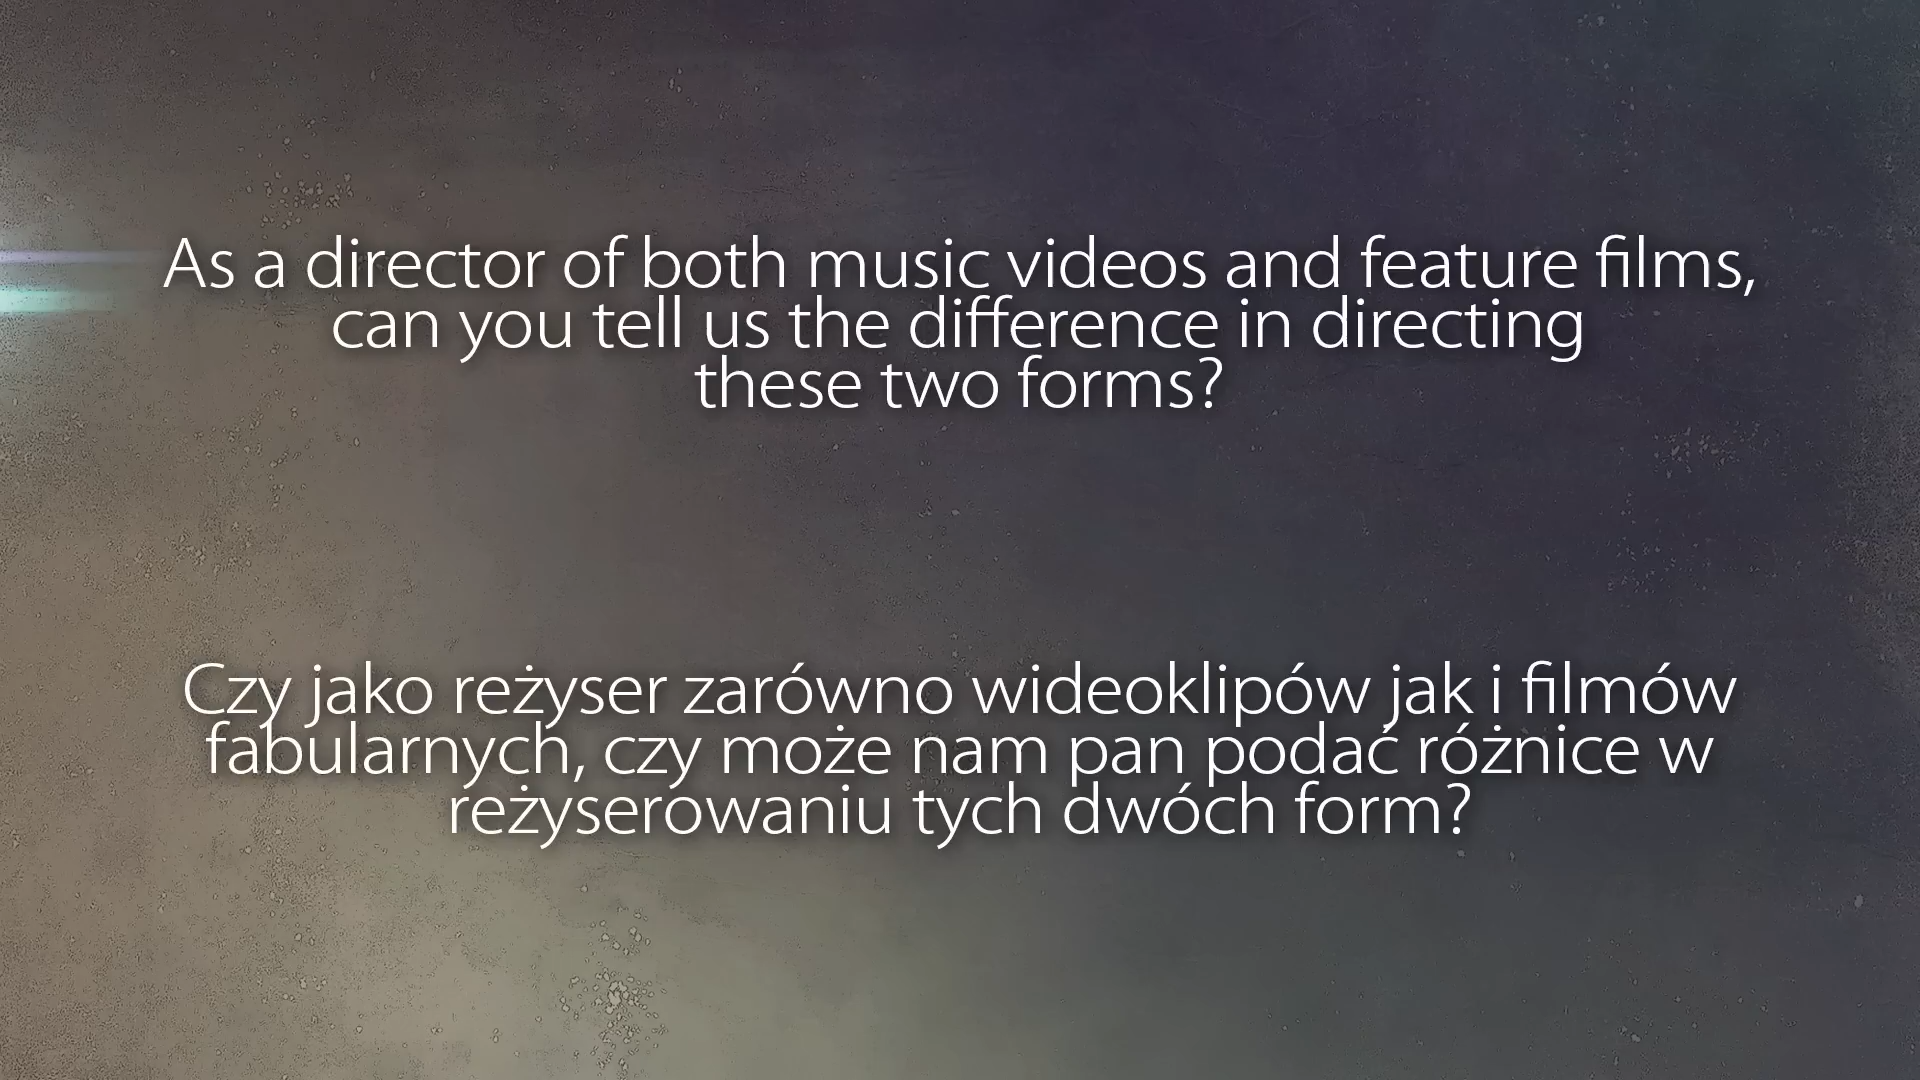 As a director of both music videos and feature films,
can you tell us the difference in directing
these two forms?
Czy jako reżyser zarówno wideoklipów jak i filmów
fabularnych, czy może nam pan podać różnice w
reżyserowaniu tych dwóch form?